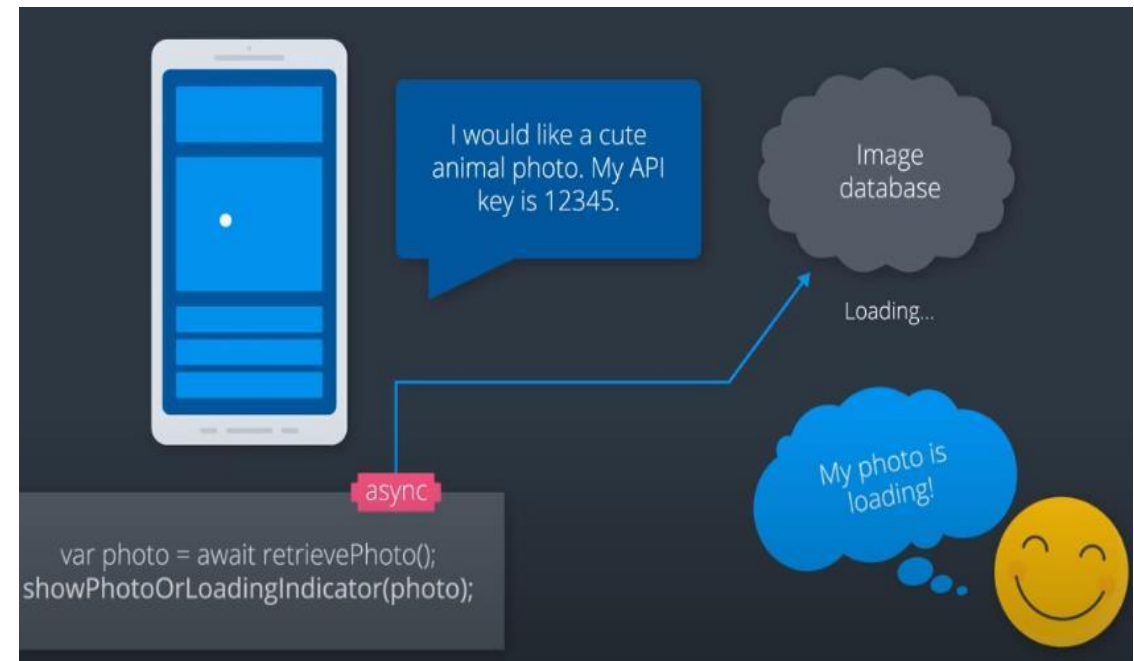 I would like a cute
animal photo. My API
key is 12345.
Image
database
Loading...
My photo is
loading!
async
var photo = await retrievePhoto();
showPhotoOrLoadingIndicator(photo);